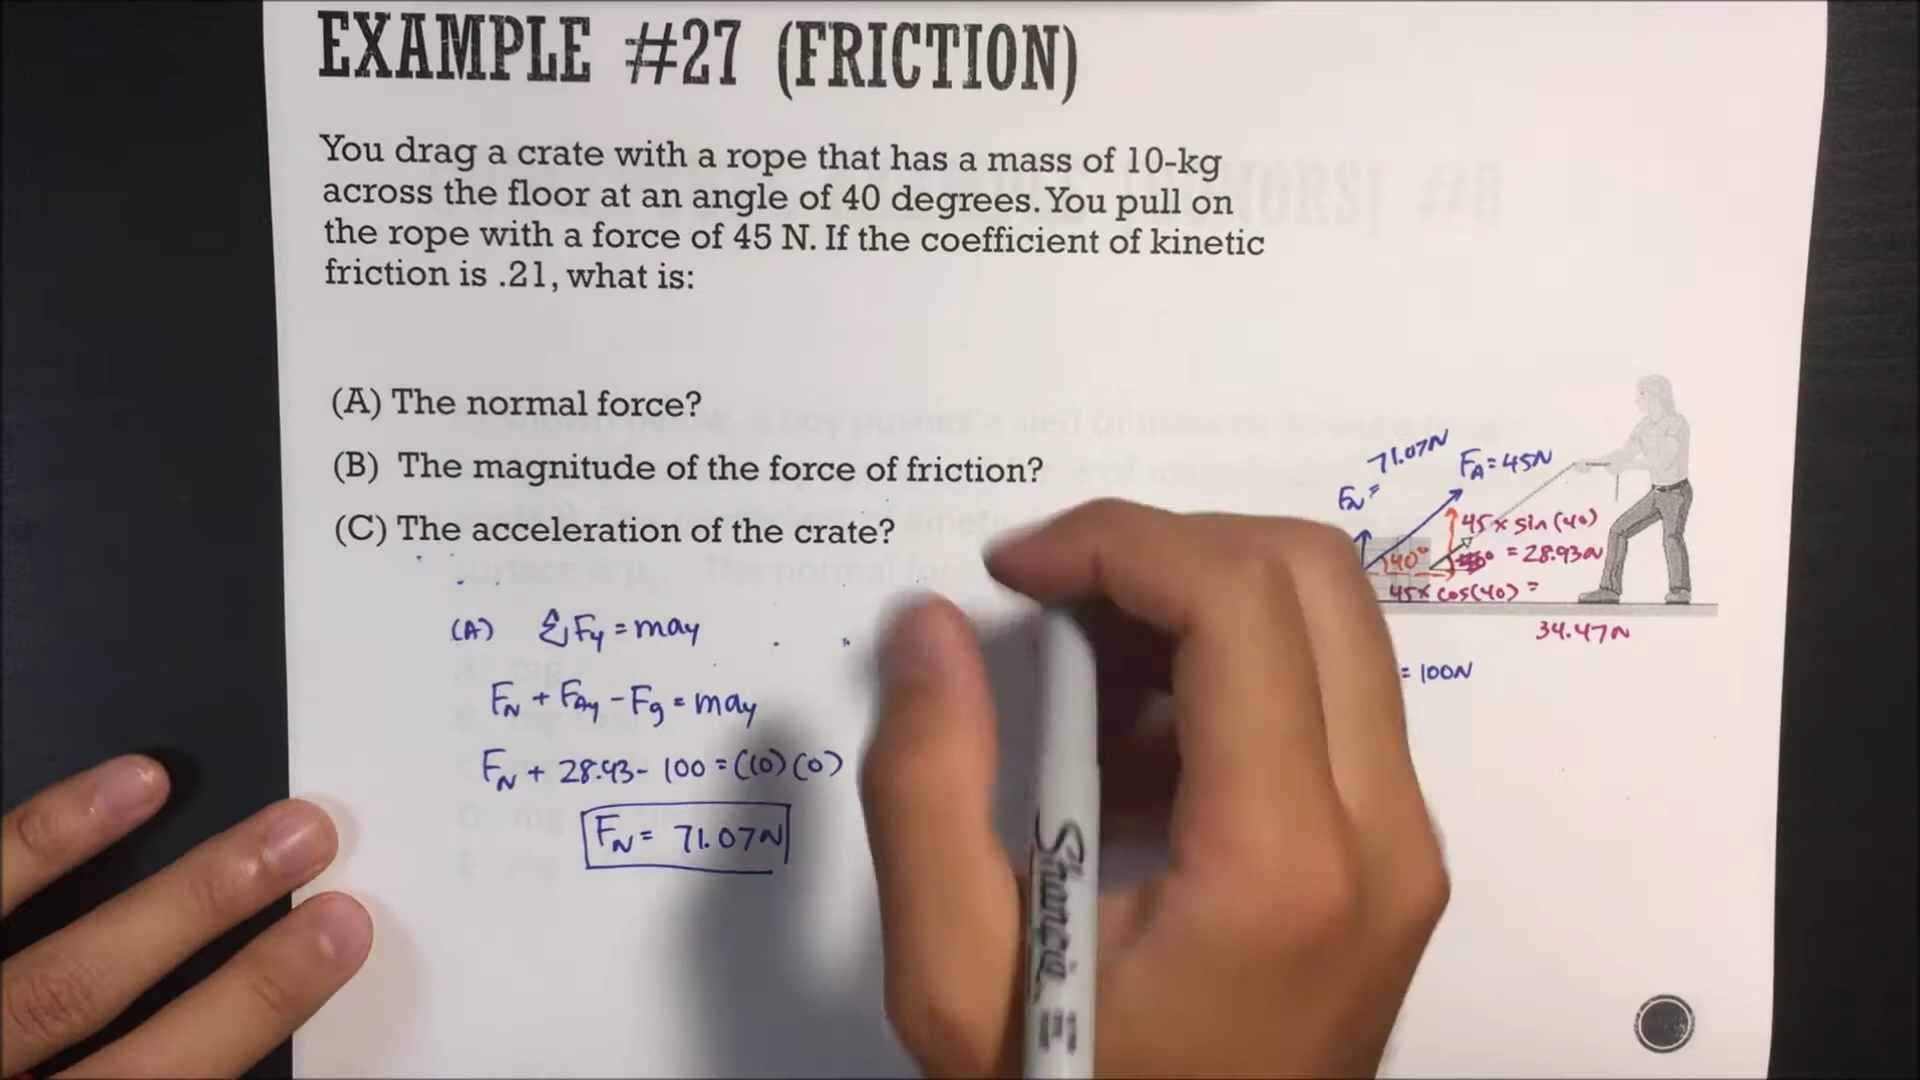 EXAMPLE #27 (FRICTION)
You drag a crate with a rope that has a mass of 10-kg
across the floor at an angle of 40 degrees. You pull on
the rope with a force of 45 N. If the coefficient of kinetic
friction is .21, what is:
(A) The normal force?
(B) The magnitude of the force of friction?
(C) The acceleration of the crate?
71.07N
FN =
FA = 45N
45 x sin (40)
40°
= 28.93N
45 x cos(40) =
34.47N
= 100N
(A) ΣFy = may
FN + FAy - Fg = may
FN + 28.93 - 100 = (10)(0)
FN = 71.07N
Sharpie